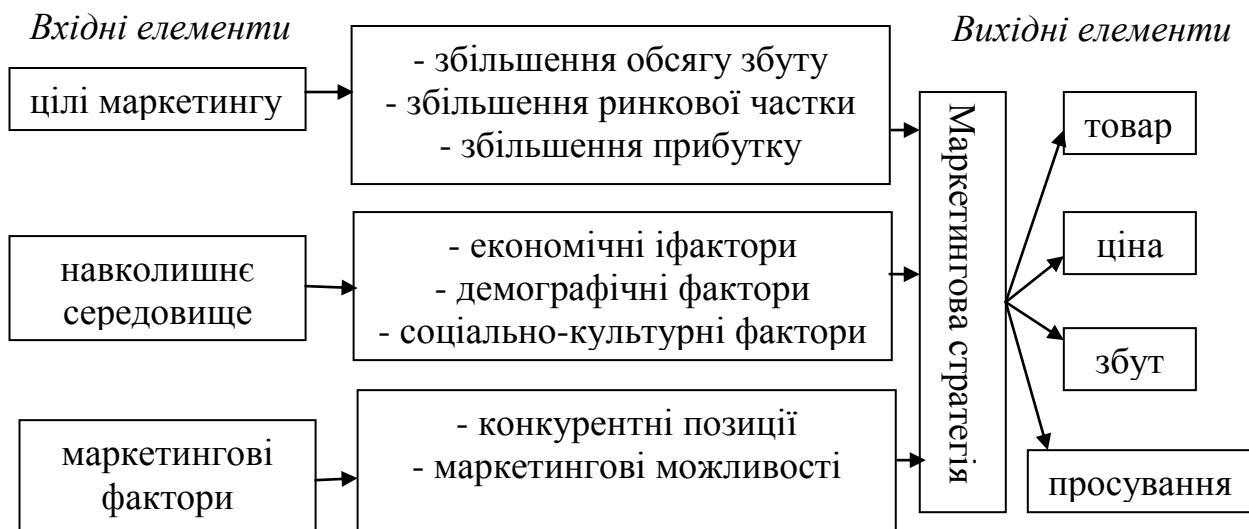 Вхідні елементи
Вихідні елементи
цілі маркетингу
- збільшення обсягу збуту
- збільшення ринкової частки
- збільшення прибутку
навколишнє
середовище
- економічні іфактори
- демографічні фактори
- соціально-культурні фактори
маркетингові
фактори
- конкурентні позиції
- маркетингові можливості
Маркетингова стратегія
товар
ціна
збут
просування